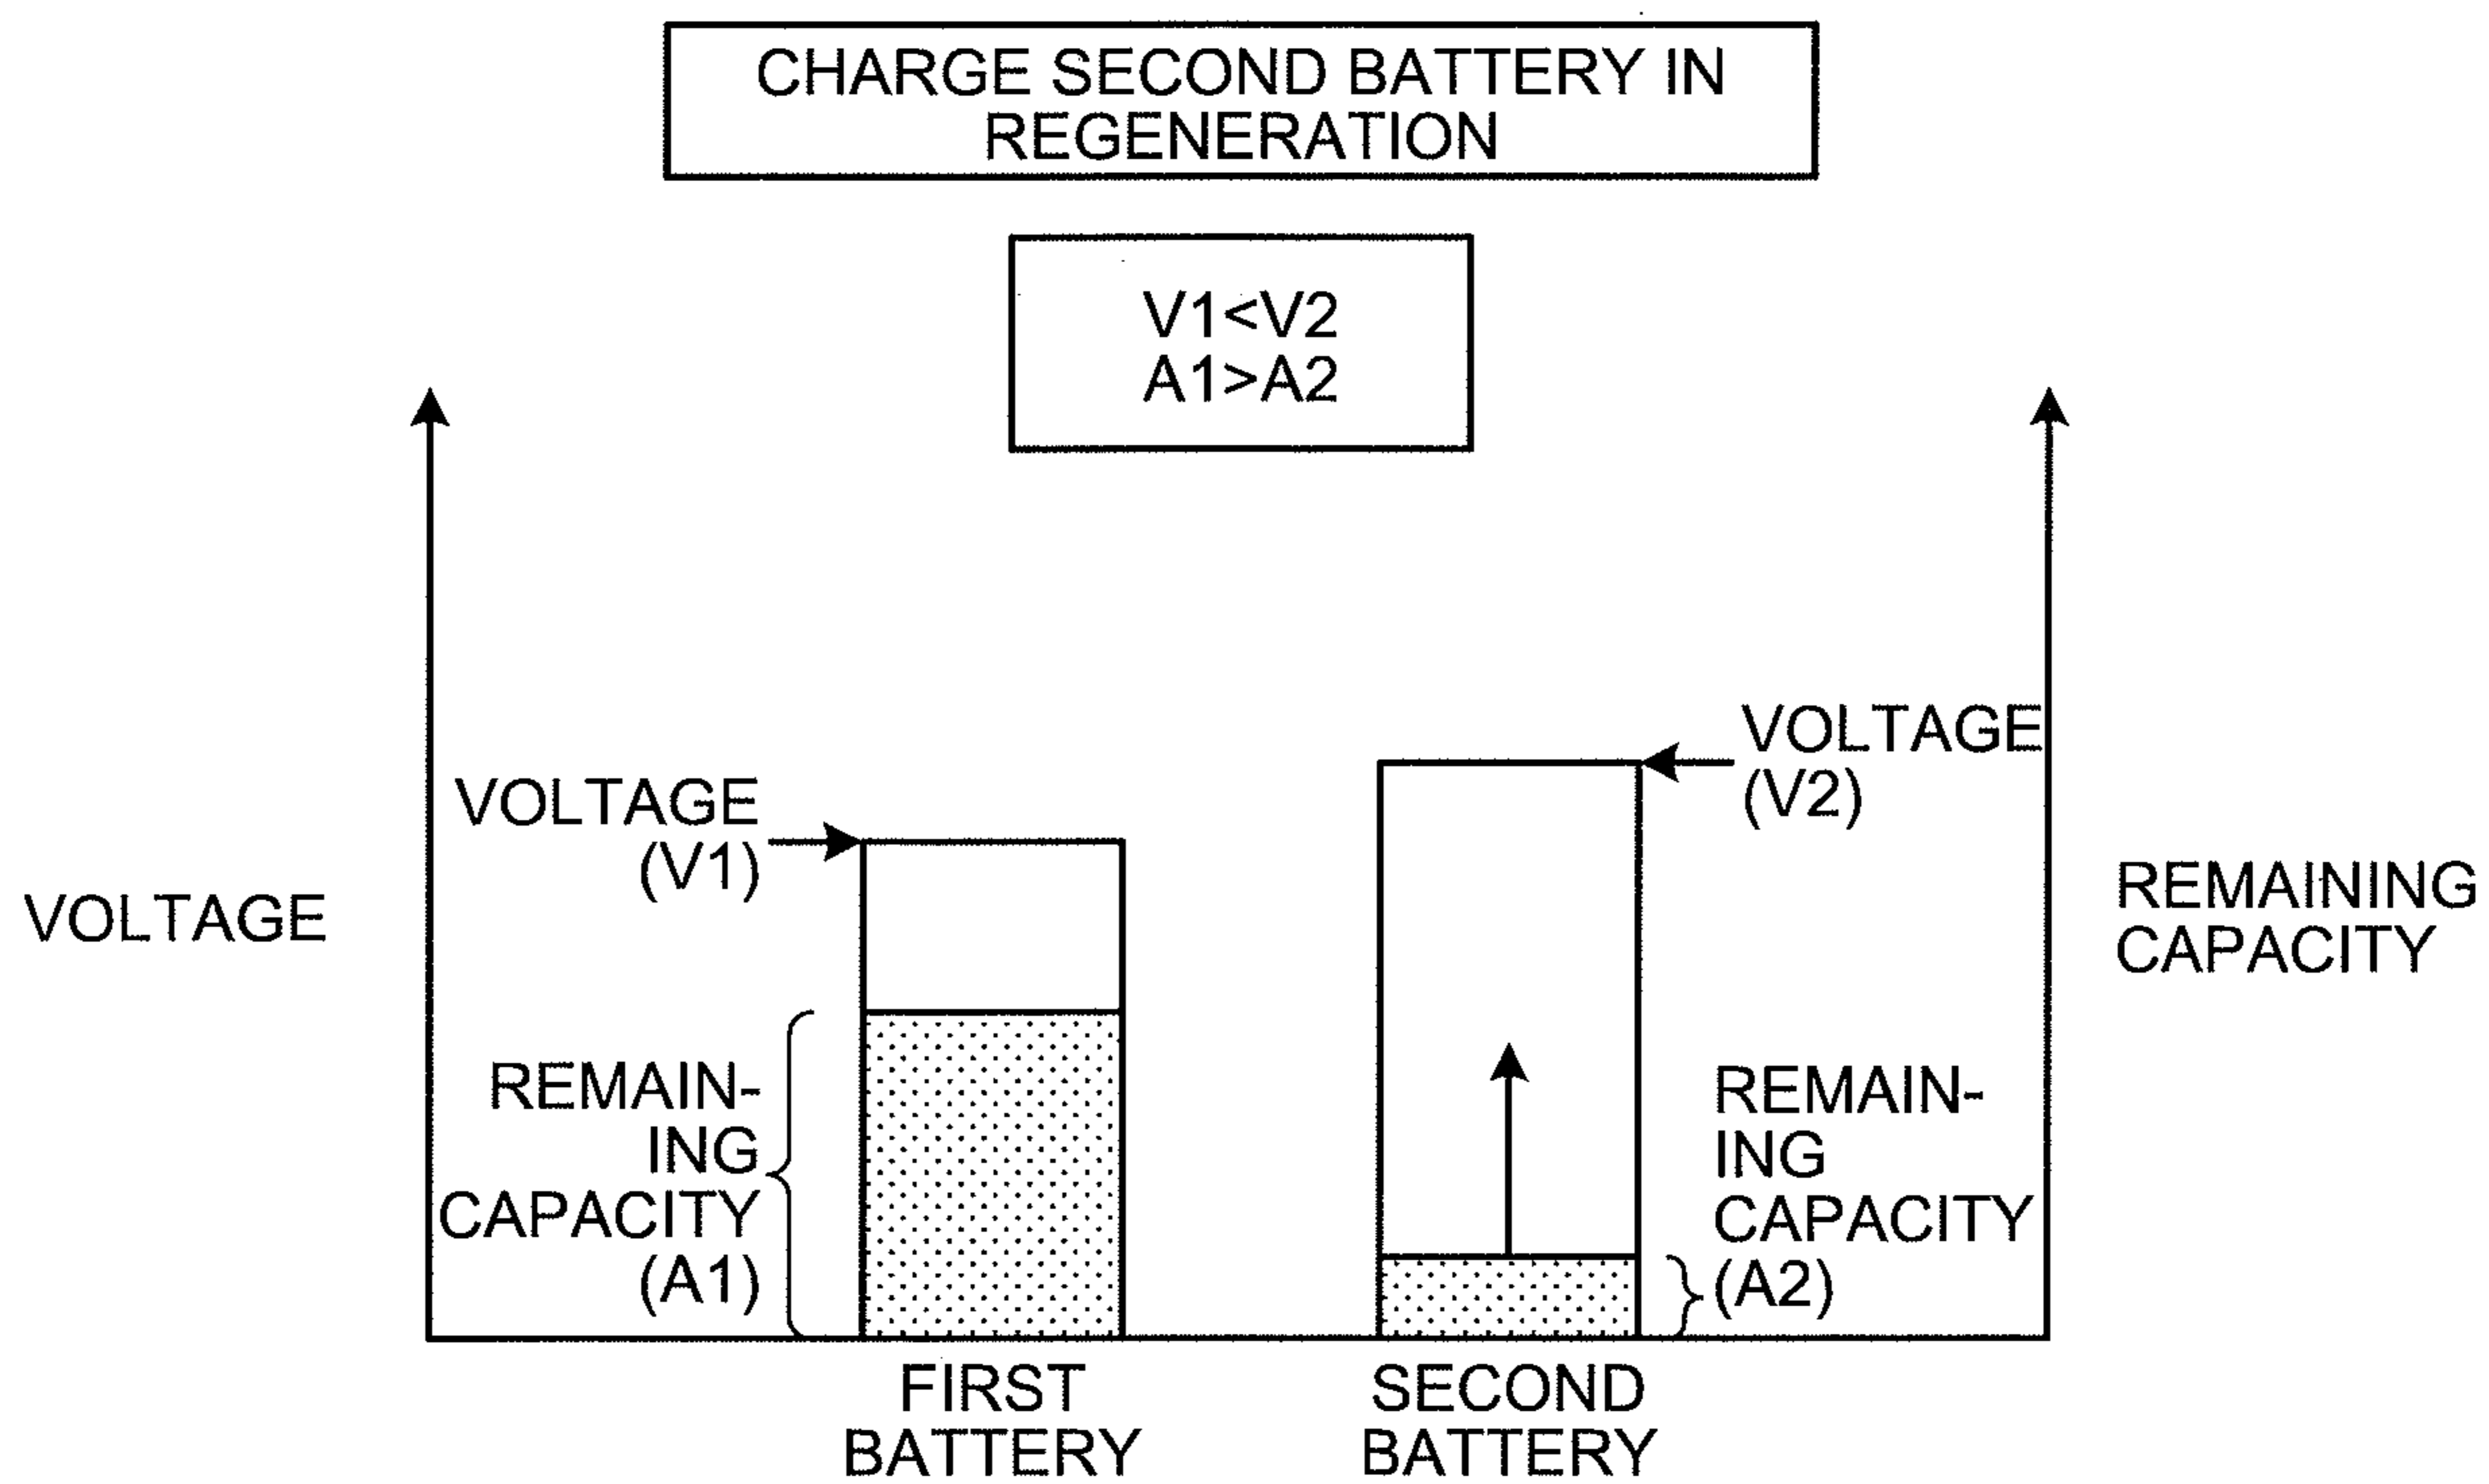 CHARGE SECOND BATTERY IN
REGENERATION
V1<V2
A1>A2
VOLTAGE
VOLTAGE
(V1)
REMAIN-
ING
CAPACITY
(A1)
VOLTAGE
(V2)
REMAIN-
ING
CAPACITY
(A2)
REMAINING
CAPACITY
FIRST
BATTERY
SECOND
BATTERY